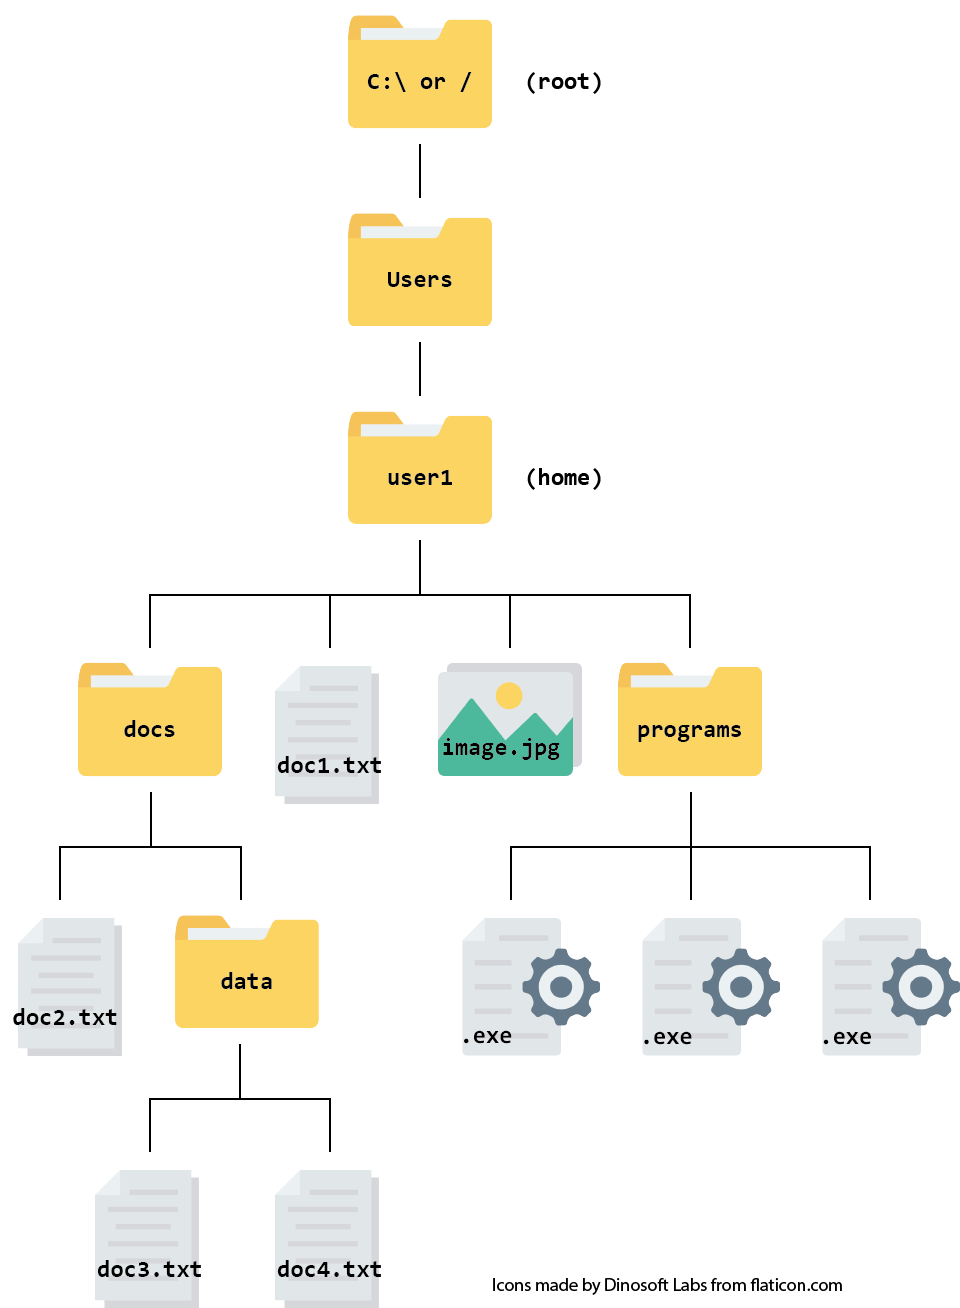 C:\ or /
(root)
Users
user1
(home)
docs
doc1.txt
image.jpg
programs
doc2.txt
data
.exe
.exe
.exe
doc3.txt
doc4.txt
Icons made by Dinosoft Labs from flaticon.com